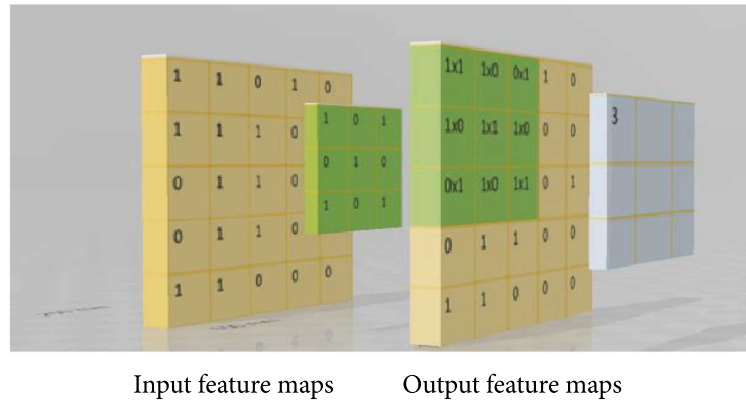 1 1 0 1 0
1 1 1 0
0 1 1 0
0 1 1 0 0
1 1 0 0 0
1 0 1
0 1 0
1 0 1
1x1 1x0 0x1 1 0
1x0 1x1 1x0 0 0
0x1 1x0 1x1 0 1
0 1 1 0 0
1 1 0 0 0
3
Input feature maps
Output feature maps